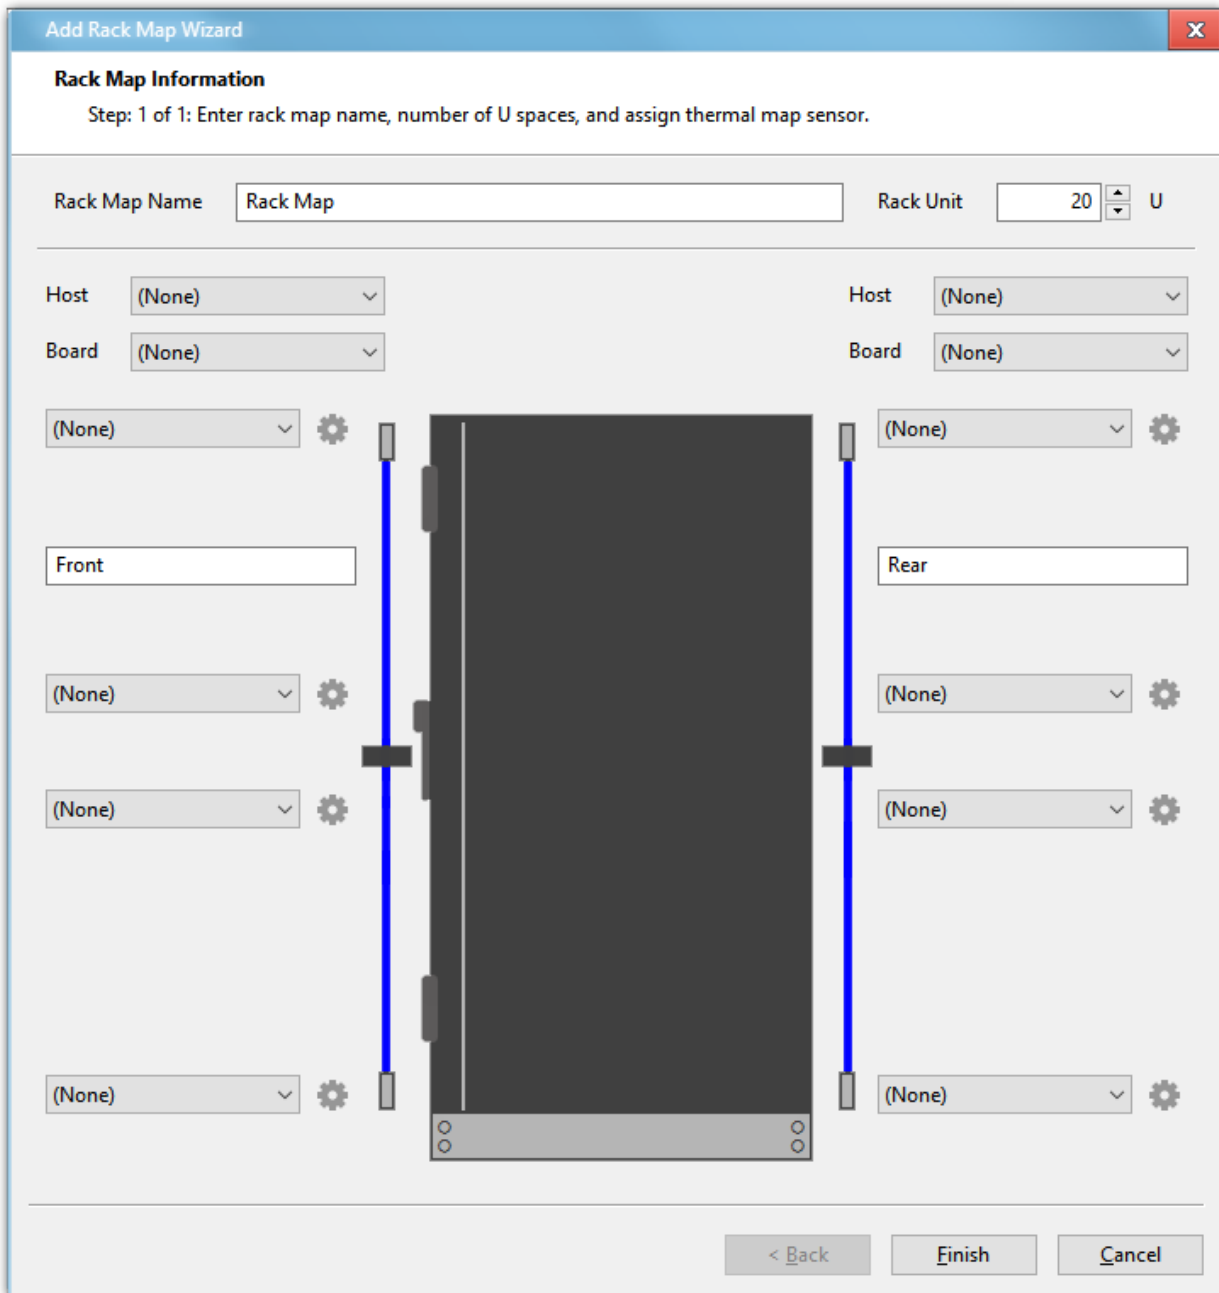 Add Rack Map Wizard
Rack Map Information
Step: 1 of 1: Enter rack map name, number of U spaces, and assign thermal map sensor.
Rack Map Name Rack Map Rack Unit 20 U
Host (None) Host (None)
Board (None) Board (None)
(None) (None)
Front Rear
(None) (None)
(None) (None)
(None) (None)
< Back Finish Cancel